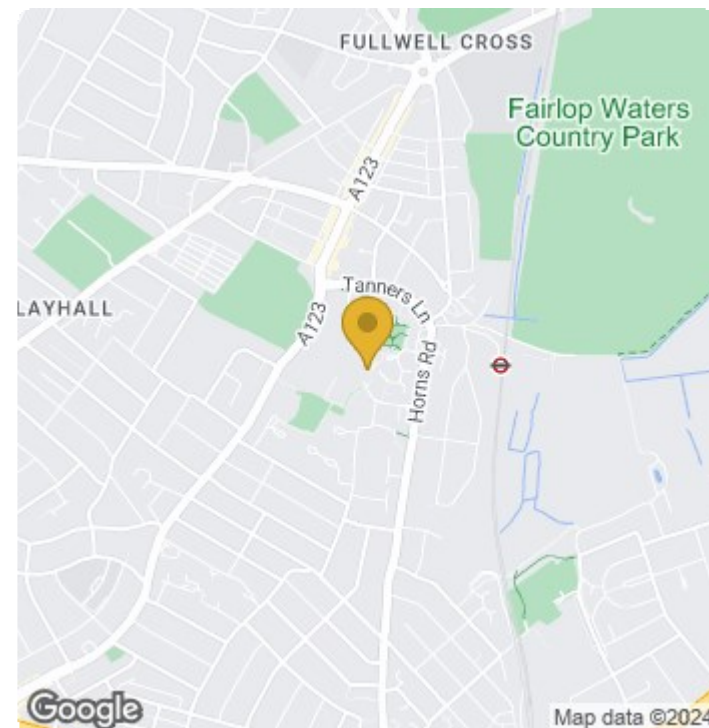 FULLWELL CROSS
Fairlop Waters
Country Park
A123
Tanners Ln
LAYHALL
A123
Horns Rd
Google
Map data ©2024